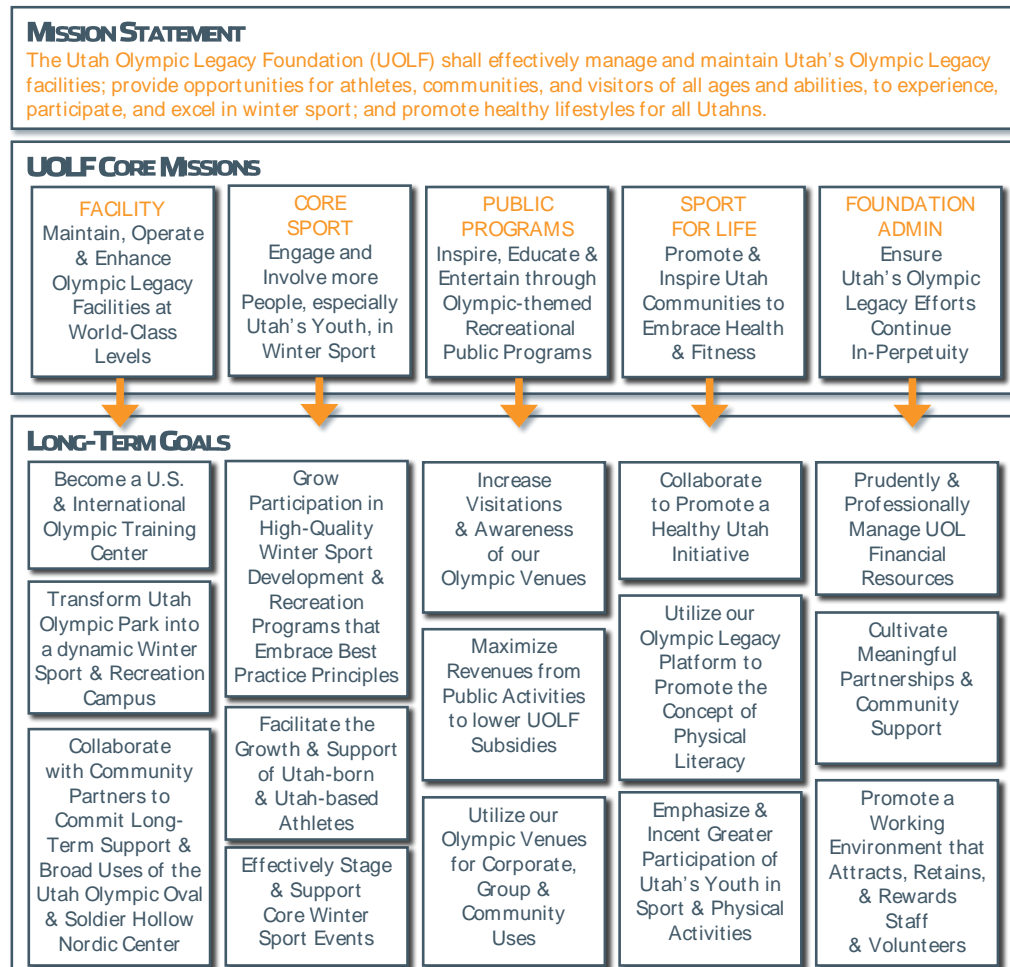 MISSION STATEMENT
The Utah Olympic Legacy Foundation (UOLF) shall effectively manage and maintain Utah's Olympic Legacy
facilities; provide opportunities for athletes, communities, and visitors of all ages and abilities, to experience,
participate, and excel in winter sport; and promote healthy lifestyles for all Utahns.
UOLF CORE MISSIONS
FACILITY
Maintain, Operate
& Enhance
Olympic Legacy
Facilities at
World-Class
Levels
CORE
SPORT
Engage and
Involve more
People, especially
Utah's Youth, in
Winter Sport
PUBLIC
PROGRAMS
Inspire, Educate &
Entertain through
Olympic-themed
Recreational
Public Programs
SPORT
FOR LIFE
Promote &
Inspire Utah
Communities to
Embrace Health
& Fitness
FOUNDATION
ADMIN
Ensure
Utah's Olympic
Legacy Efforts
Continue
In-Perpetuity
LONG-TERM GOALS
Become a U.S.
& International
Olympic Training
Center
Transform Utah
Olympic Park into
a dynamic Winter
Sport & Recreation
Campus
Collaborate
with Community
Partners to
Commit Long-
Term Support &
Broad Uses of the
Utah Olympic Oval
& Soldier Hollow
Nordic Center
Grow
Participation in
High-Quality
Winter Sport
Development &
Recreation
Programs that
Embrace Best
Practice Principles
Facilitate the
Growth & Support
of Utah-born
& Utah-based
Athletes
Effectively Stage
& Support
Core Winter
Sport Events
Increase
Visitations
& Awareness
of our
Olympic Venues
Maximize
Revenues from
Public Activities
to lower UOLF
Subsidies
Utilize our
Olympic Venues
for Corporate,
Group &
Community
Uses
Collaborate
to Promote a
Healthy Utah
Initiative
Utilize our
Olympic Legacy
Platform to
Promote the
Concept of
Physical
Literacy
Emphasize &
Incent Greater
Participation of
Utah's Youth in
Sport & Physical
Activities
Prudently &
Professionally
Manage UOL
Financial
Resources
Cultivate
Meaningful
Partnerships &
Community
Support
Promote a
Working
Environment that
Attracts, Retains,
& Rewards
Staff
& Volunteers